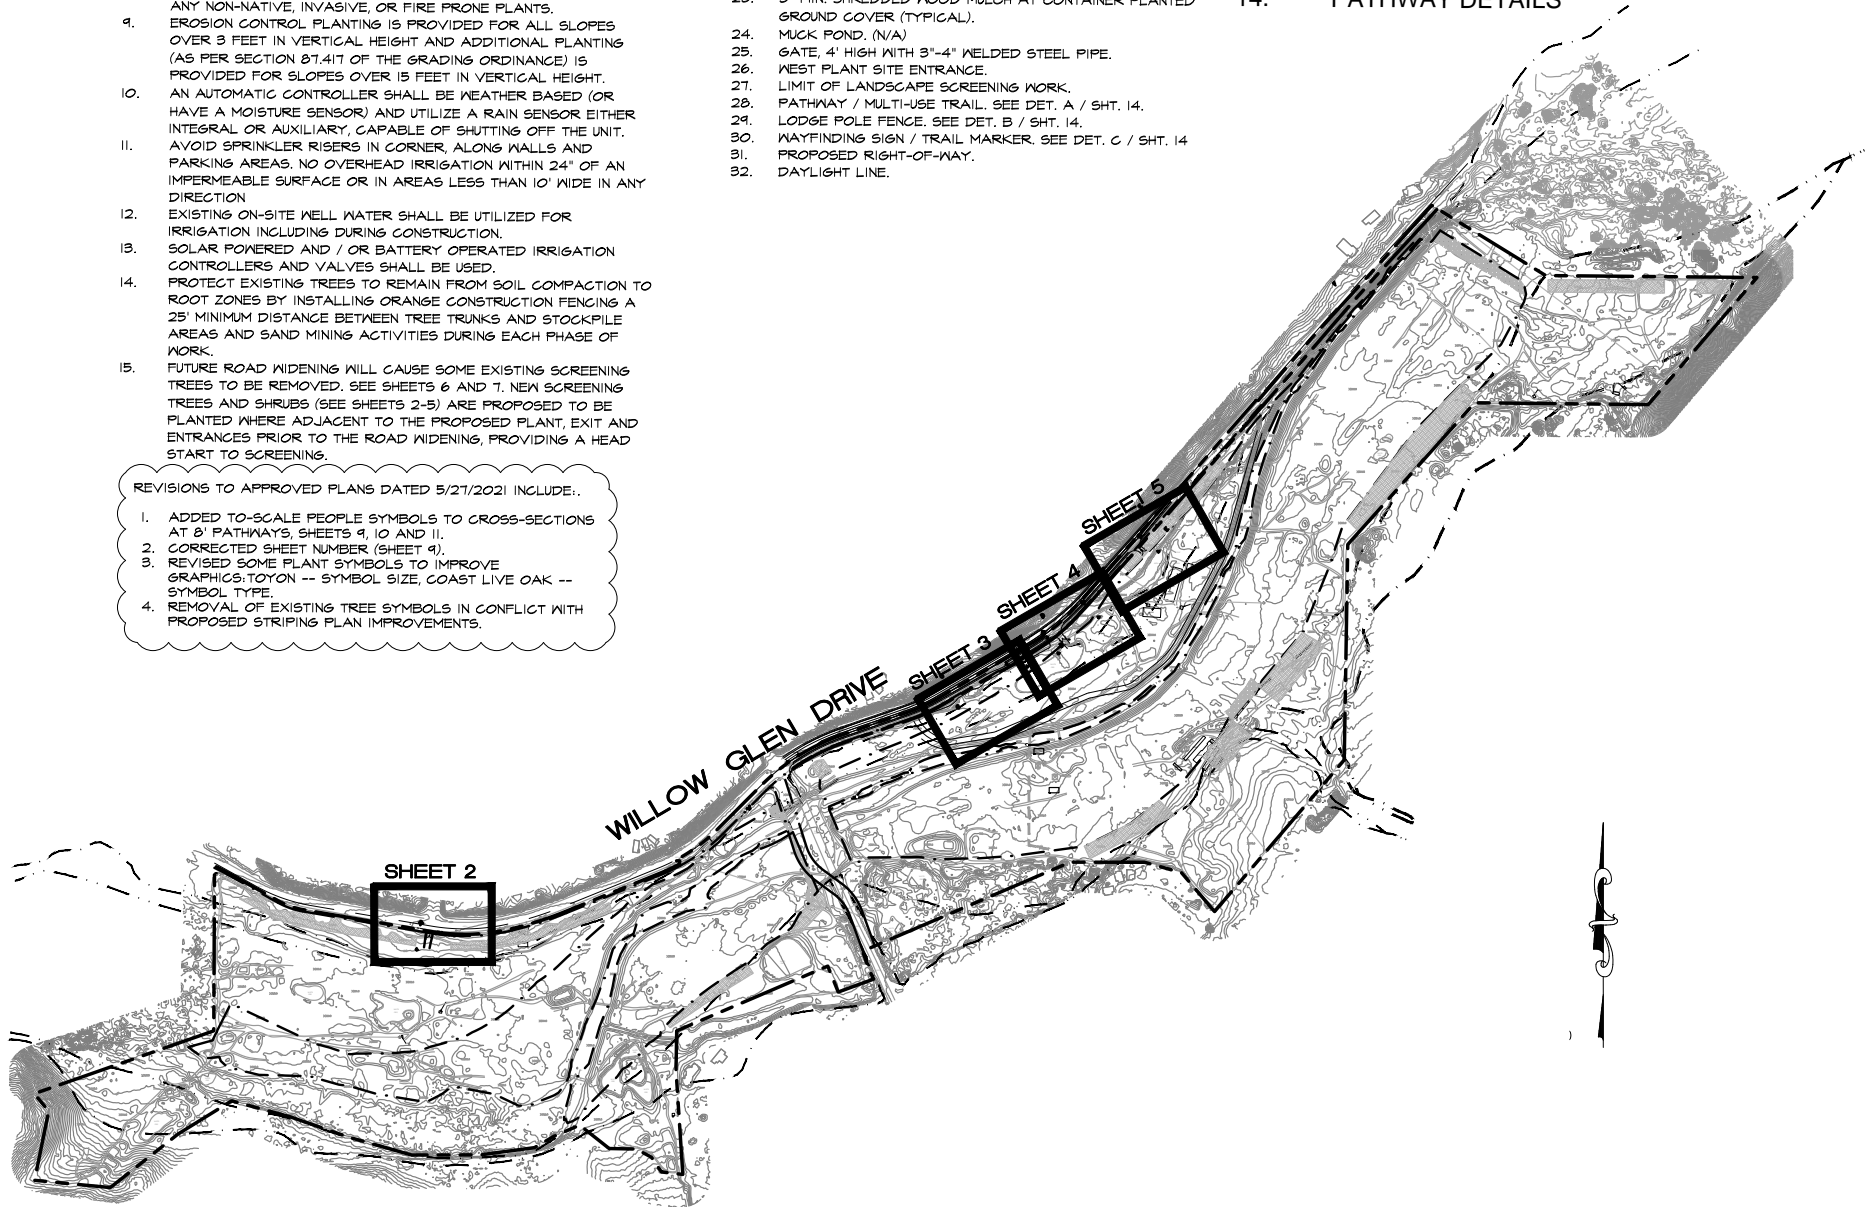 ANY NON-NATIVE, INVASIVE, OR FIRE PRONE PLANTS.
9. EROSION CONTROL PLANTING IS PROVIDED FOR ALL SLOPES
OVER 3 FEET IN VERTICAL HEIGHT AND ADDITIONAL PLANTING
(AS PER SECTION 87.417 OF THE GRADING ORDINANCE) IS
PROVIDED FOR SLOPES OVER 15 FEET IN VERTICAL HEIGHT.
10. AN AUTOMATIC CONTROLLER SHALL BE WEATHER BASED (OR
HAVE A MOISTURE SENSOR) AND UTILIZE A RAIN SENSOR EITHER
INTEGRAL OR AUXILIARY, CAPABLE OF SHUTTING OFF THE UNIT.
11. AVOID SPRINKLER RISERS IN CORNER, ALONG WALLS AND
PARKING AREAS. NO OVERHEAD IRRIGATION WITHIN 24" OF AN
IMPERMEABLE SURFACE OR IN AREAS LESS THAN 10' WIDE IN ANY
DIRECTION
12. EXISTING ON-SITE WELL WATER SHALL BE UTILIZED FOR
IRRIGATION INCLUDING DURING CONSTRUCTION.
13. SOLAR POWERED AND / OR BATTERY OPERATED IRRIGATION
CONTROLLERS AND VALVES SHALL BE USED.
14. PROTECT EXISTING TREES TO REMAIN FROM SOIL COMPACTION TO
ROOT ZONES BY INSTALLING ORANGE CONSTRUCTION FENCING A
25' MINIMUM DISTANCE BETWEEN TREE TRUNKS AND STOCKPILE
AREAS AND SAND MINING ACTIVITIES DURING EACH PHASE OF
WORK.
15. FUTURE ROAD WIDENING WILL CAUSE SOME EXISTING SCREENING
TREES TO BE REMOVED. SEE SHEETS 6 AND 7. NEW SCREENING
TREES AND SHRUBS (SEE SHEETS 2-5) ARE PROPOSED TO BE
PLANTED WHERE ADJACENT TO THE PROPOSED PLANT, EXIT AND
ENTRANCES PRIOR TO THE ROAD WIDENING, PROVIDING A HEAD
START TO SCREENING.
REVISIONS TO APPROVED PLANS DATED 5/27/2021 INCLUDE:.
1. ADDED TO-SCALE PEOPLE SYMBOLS TO CROSS-SECTIONS
AT 8' PATHWAYS, SHEETS 9, 10 AND 11.
2. CORRECTED SHEET NUMBER (SHEET 9).
3. REVISED SOME PLANT SYMBOLS TO IMPROVE
GRAPHICS:TOYON -- SYMBOL SIZE, COAST LIVE OAK --
SYMBOL TYPE.
4. REMOVAL OF EXISTING TREE SYMBOLS IN CONFLICT WITH
PROPOSED STRIPING PLAN IMPROVEMENTS.
23. 3" MIN. SHREDDED WOOD MULCH AT CONTAINER PLANTED
GROUND COVER (TYPICAL).
24. MUCK POND. (N/A)
25. GATE, 4' HIGH WITH 3"-4" WELDED STEEL PIPE.
26. WEST PLANT SITE ENTRANCE.
27. LIMIT OF LANDSCAPE SCREENING WORK.
28. PATHWAY / MULTI-USE TRAIL. SEE DET. A / SHT. 14.
29. LODGE POLE FENCE. SEE DET. B / SHT. 14.
30. WAYFINDING SIGN / TRAIL MARKER. SEE DET. C / SHT. 14
31. PROPOSED RIGHT-OF-WAY.
32. DAYLIGHT LINE.
14. PATHWAY DETAILS
SHEET 5
SHEET 4
SHEET 3
WILLOW GLEN DRIVE
SHEET 2